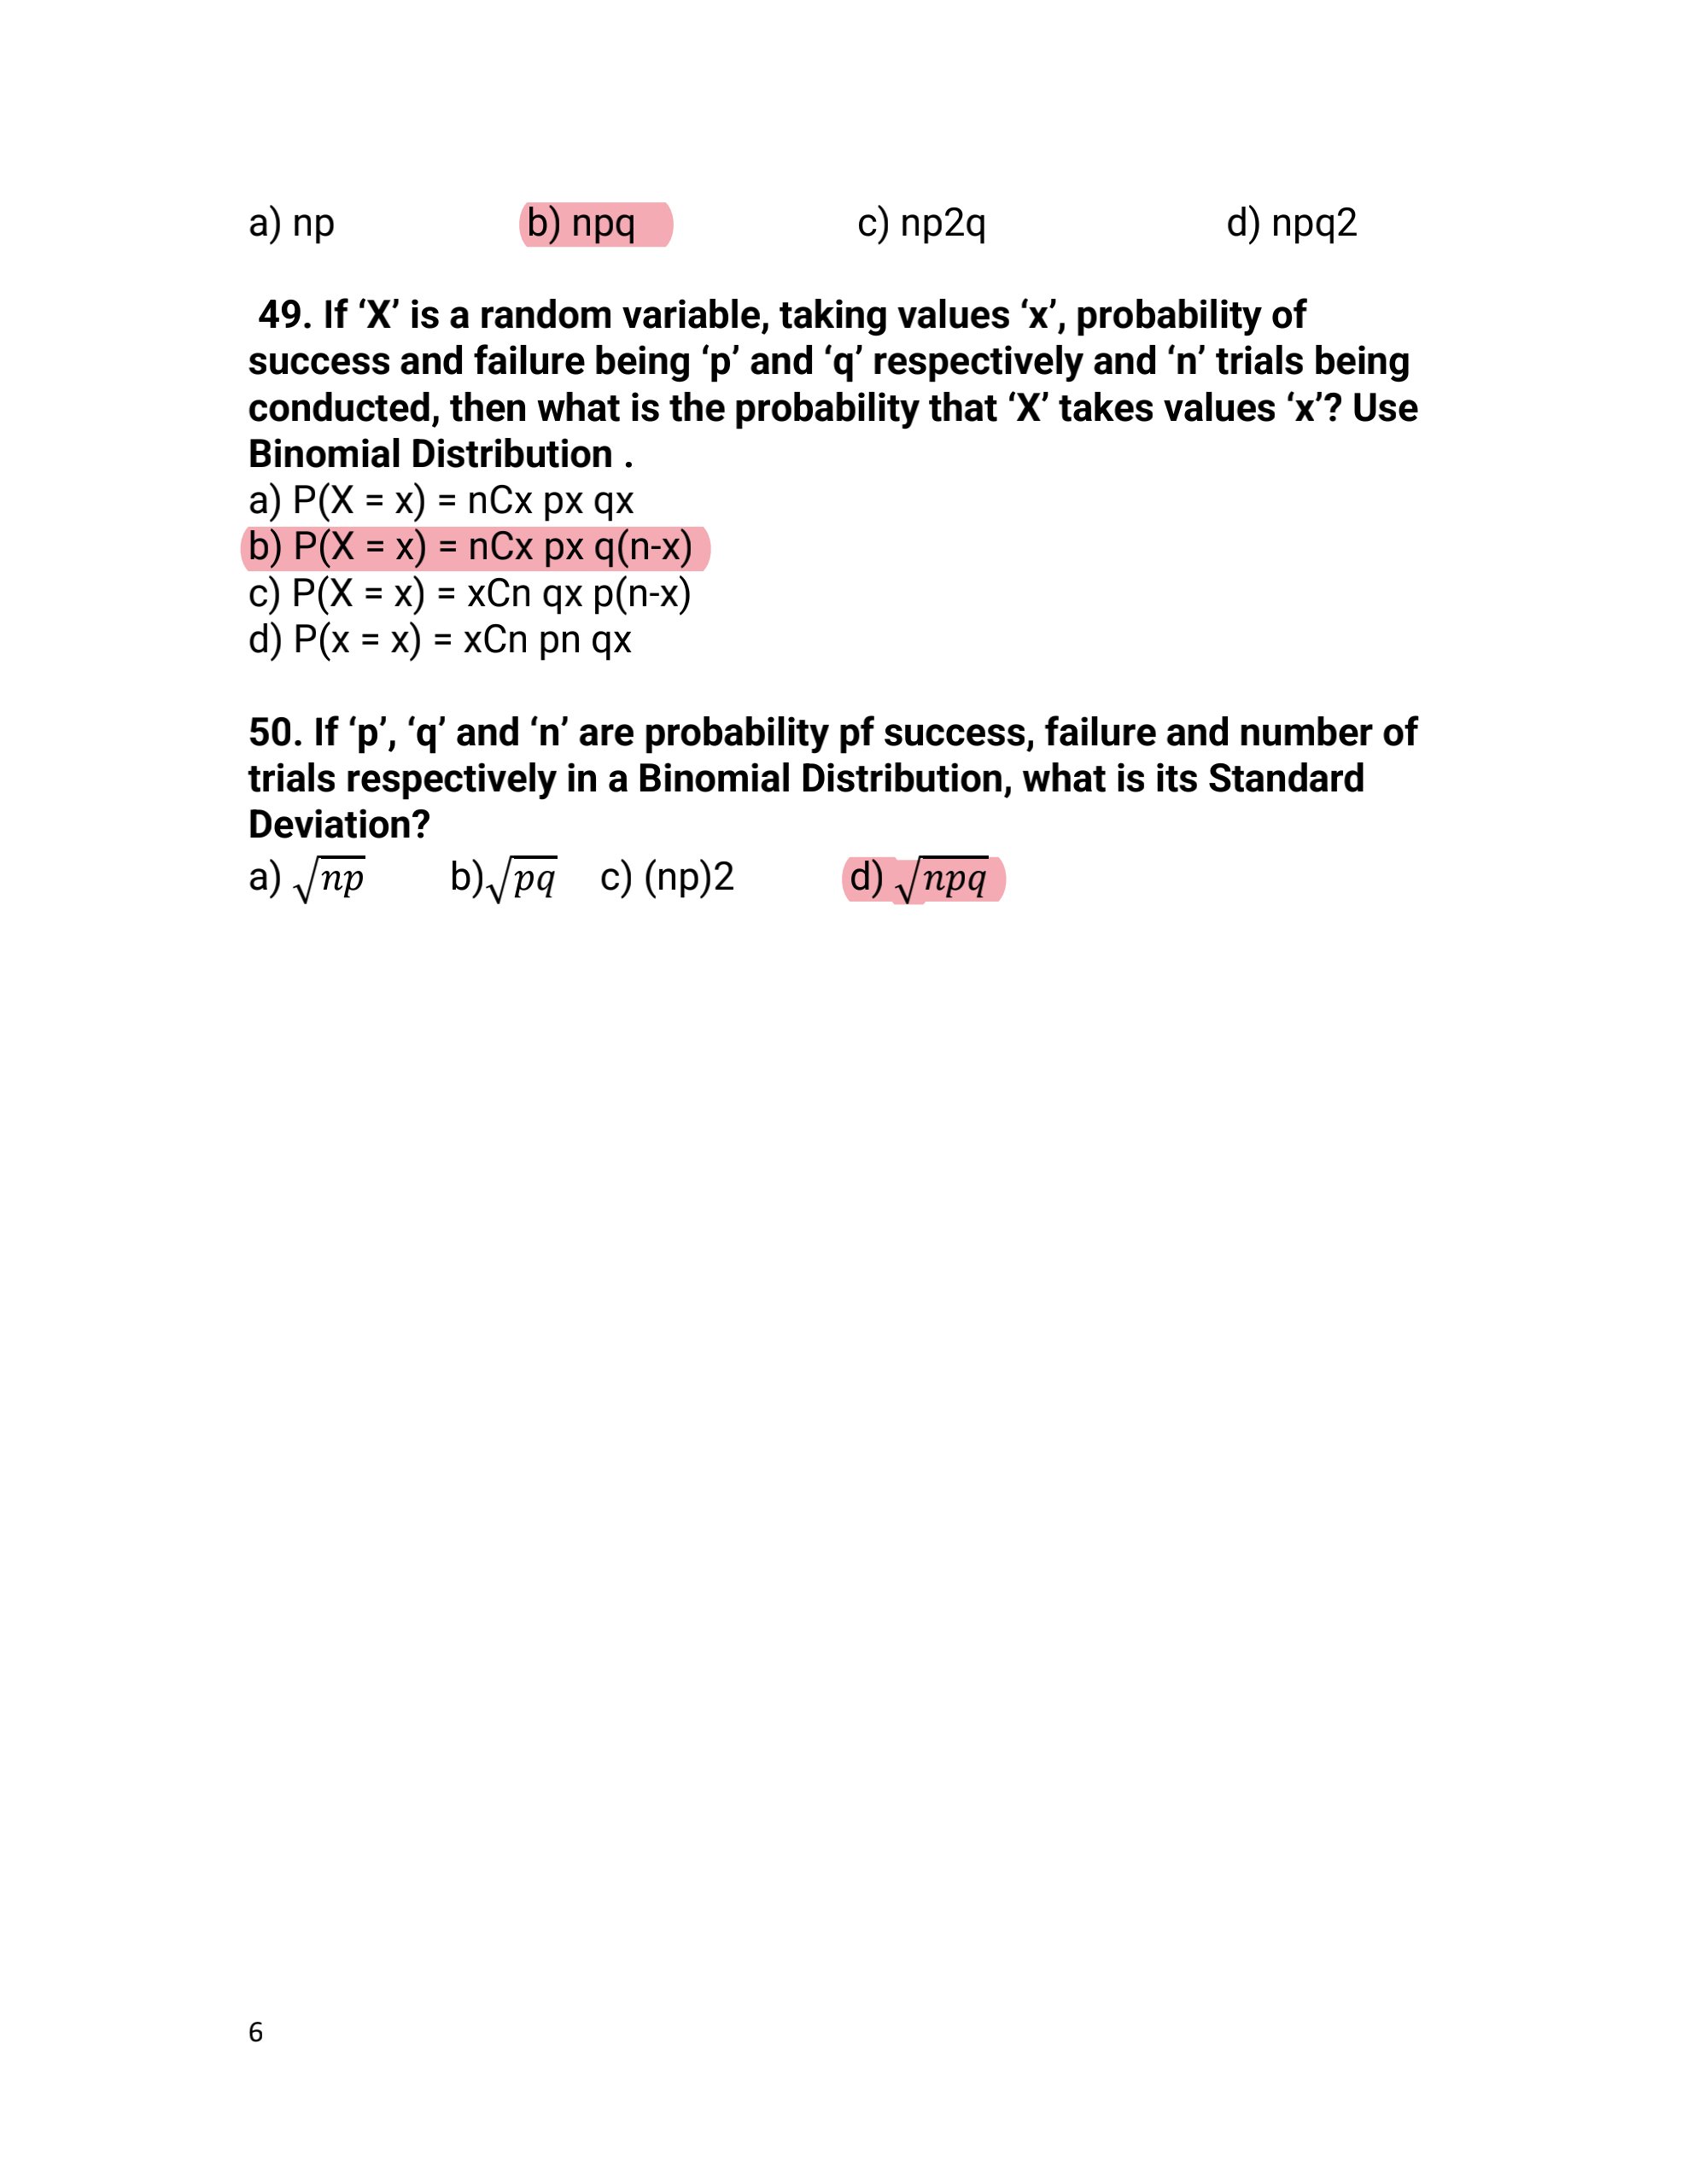 a) np b) npq c) np2q d) npq2
49. If ‘X’ is a random variable, taking values ‘x’, probability of
success and failure being ‘p’ and ‘q’ respectively and ‘n’ trials being
conducted, then what is the probability that ‘X’ takes values ‘x’? Use
Binomial Distribution .
a) P(X = x) = nCx px qx
b) P(X = x) = nCx px q(n-x)
c) P(X = x) = xCn qx p(n-x)
d) P(x = x) = xCn pn qx
50. If ‘p’, ‘q’ and ‘n’ are probability pf success, failure and number of
trials respectively in a Binomial Distribution, what is its Standard
Deviation?
a) √np b)√pq c) (np)2 d) √npq
6